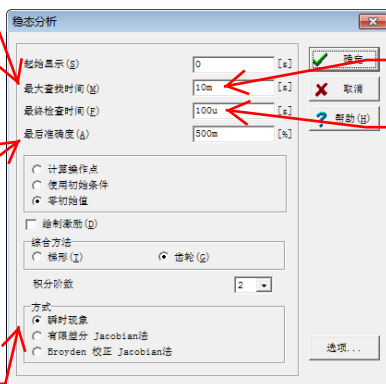 稳态分析
起始显示(S) 0 [s] 确定
最大查找时间(M) 10m [s] 取消
最终检查时间(F) 100u [s] 帮助(H)
最后准确度(A) 500m [%]
计算操作点
使用初始条件
零初始值
绘制激励(D)
综合方法
梯形(I) 齿轮(G)
积分阶数 2
方式
瞬时现象
有限差分 Jacobian法
Broyden 校正 Jacobian法
选项...